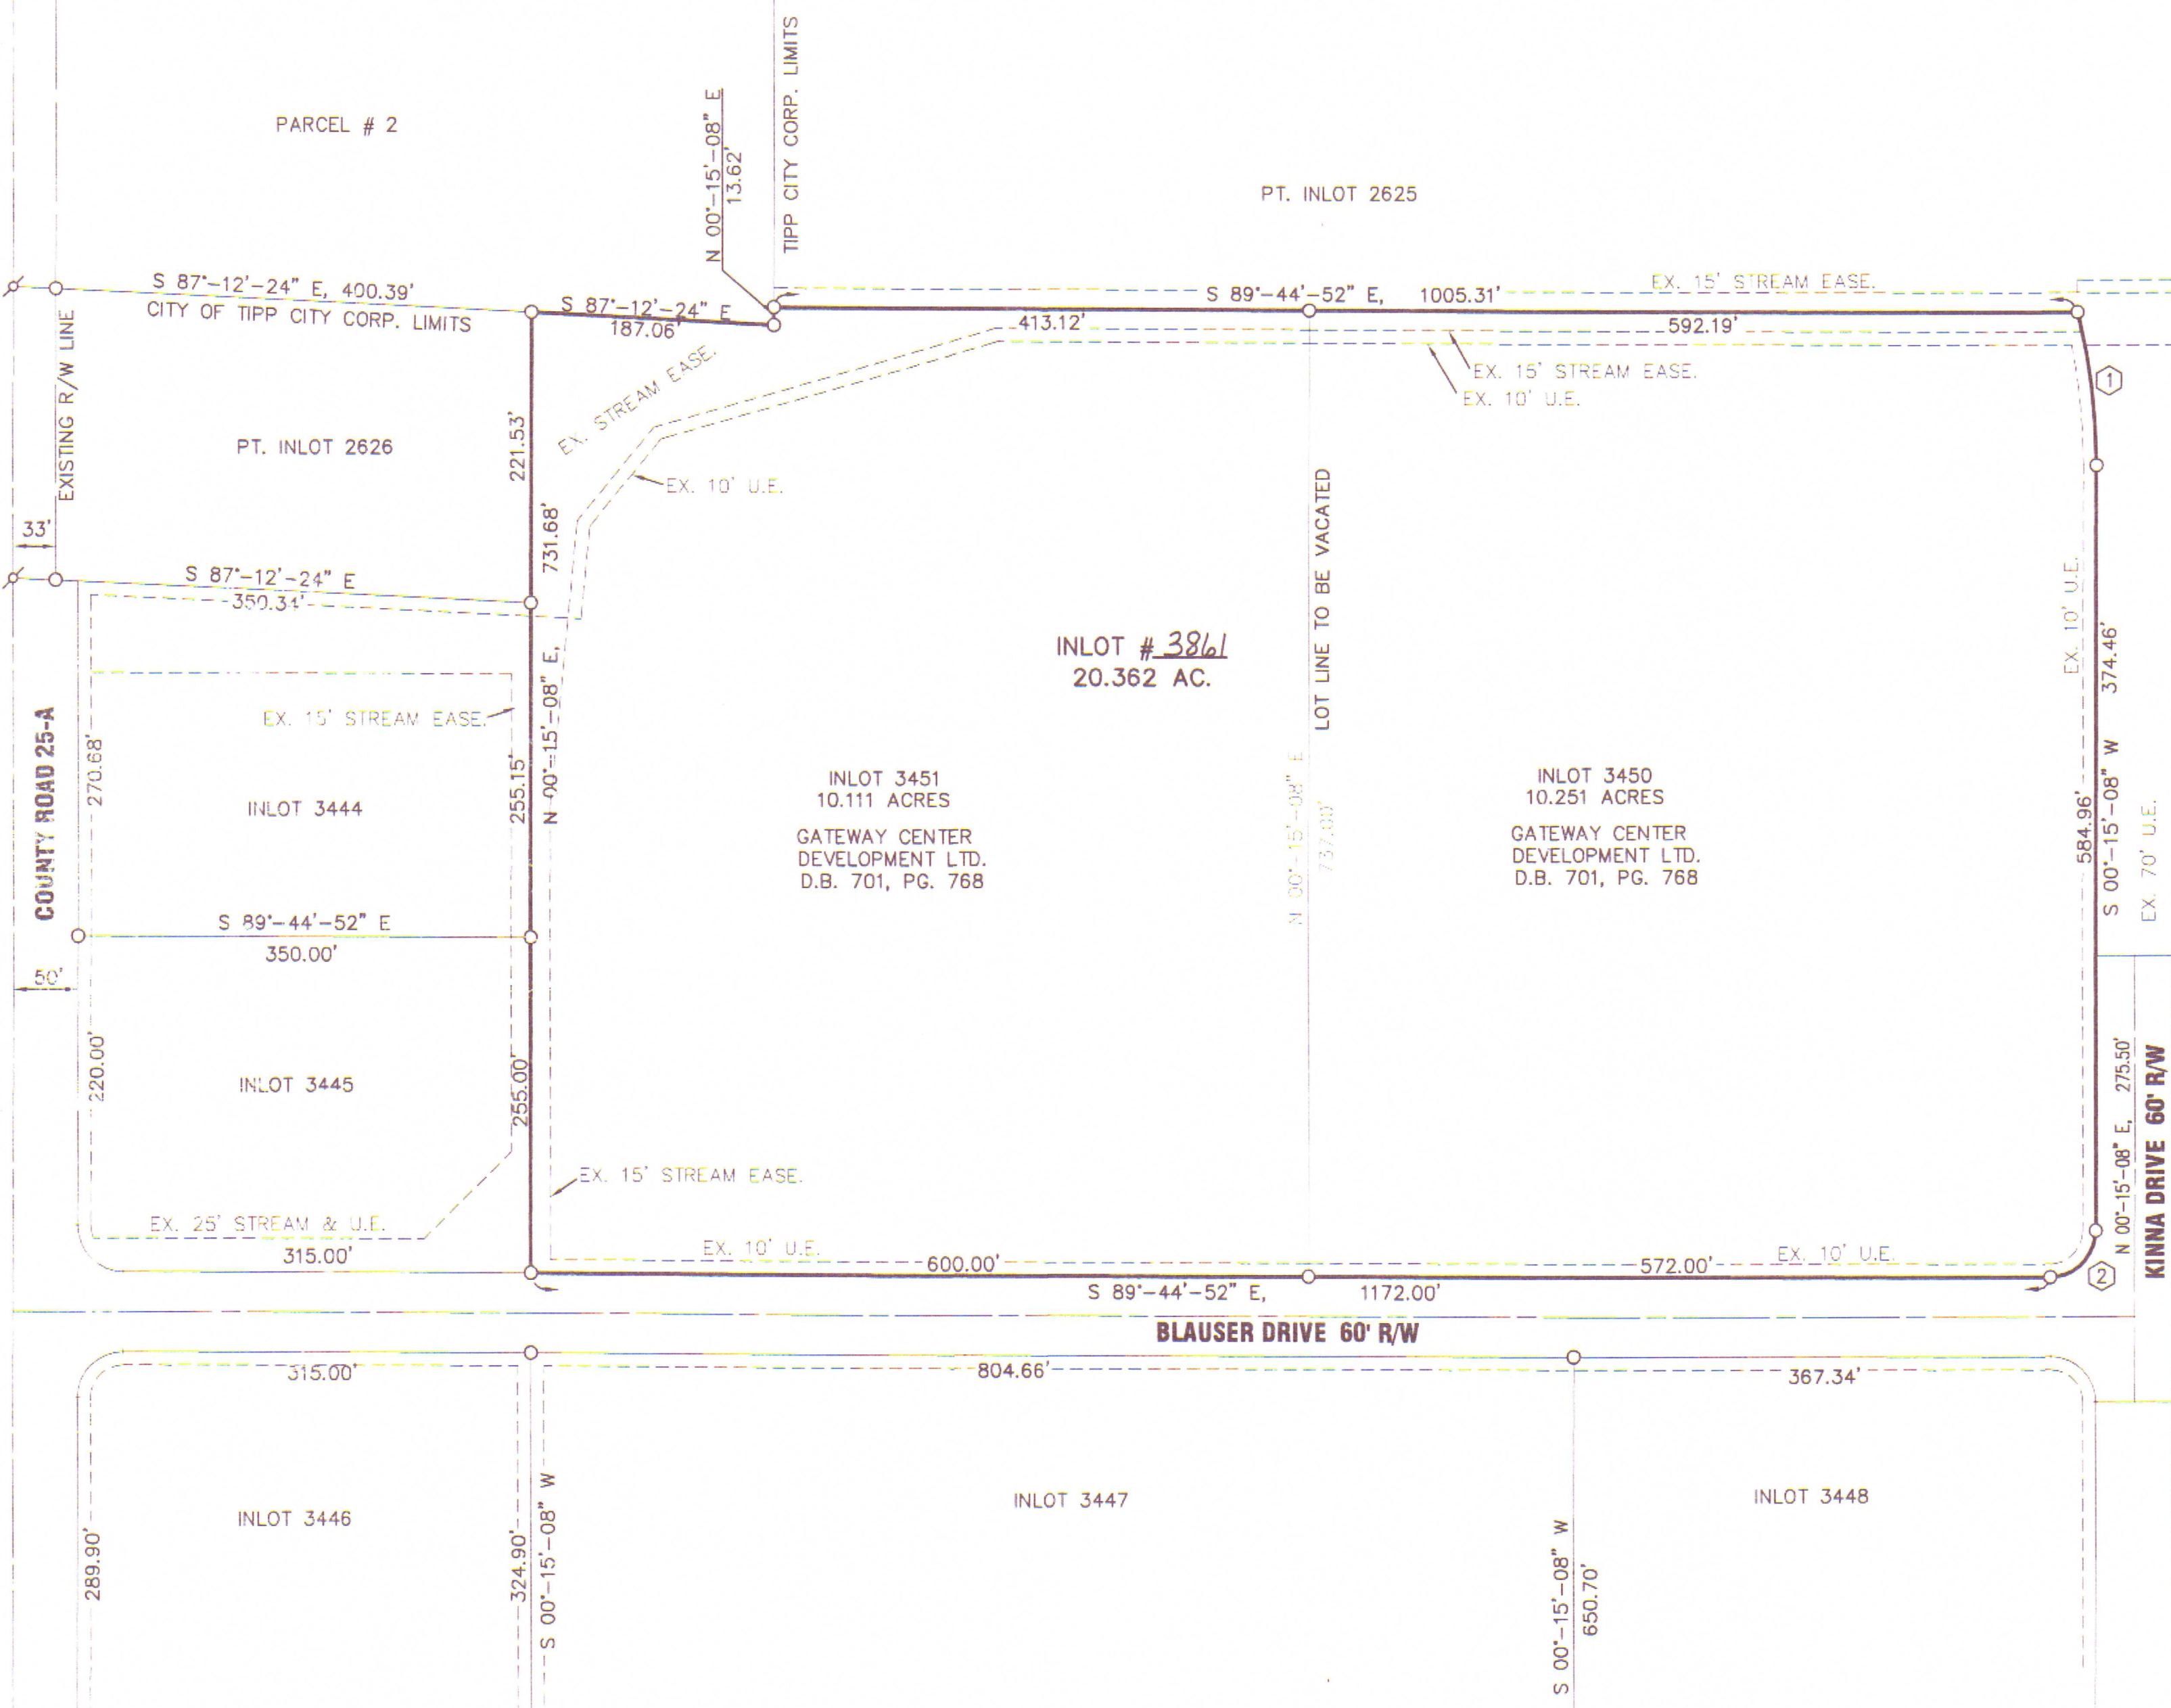 PARCEL # 2
N 00°-15'-08" E
13.62'
TIPP CITY CORP. LIMITS
PT. INLOT 2625
S 87°-12'-24" E, 400.39'
CITY OF TIPP CITY CORP. LIMITS
S 87°-12'-24" E
187.06'
S 89°-44'-52" E, 1005.31'
EX. 15' STREAM EASE.
413.12'
592.19'
EX. 15' STREAM EASE.
EX. 10' U.E.
1
EXISTING R/W LINE
PT. INLOT 2626
221.53'
731.68'
EX. STREAM EASE.
EX. 10' U.E.
33'
S 87°-12'-24" E
350.34'
LOT LINE TO BE VACATED
INLOT # 3861
20.362 AC.
EX. 10' U.E.
374.46'
S 00°-15'-08" W
584.96'
EX. 70' U.E.
N 00°-15'-08" E,
EX. 15' STREAM EASE.
COUNTY ROAD 25-A
270.68'
INLOT 3444
255.15'
INLOT 3451
10.111 ACRES
GATEWAY CENTER
DEVELOPMENT LTD.
D.B. 701, PG. 768
N 00°-15'-08" E
737.00'
INLOT 3450
10.251 ACRES
GATEWAY CENTER
DEVELOPMENT LTD.
D.B. 701, PG. 768
S 89°-44'-52" E
350.00'
50'
220.00'
INLOT 3445
255.00'
N 00°-15'-08" E, 275.50'
KINNA DRIVE 60' R/W
EX. 15' STREAM EASE.
EX. 25' STREAM & U.E.
315.00'
EX. 10' U.E.
600.00'
572.00'
EX. 10' U.E.
2
S 89°-44'-52" E, 1172.00'
BLAUSER DRIVE 60' R/W
315.00'
804.66'
367.34'
289.90'
INLOT 3446
324.90'
S 00°-15'-08" W
INLOT 3447
S 00°-15'-08" W
650.70'
INLOT 3448